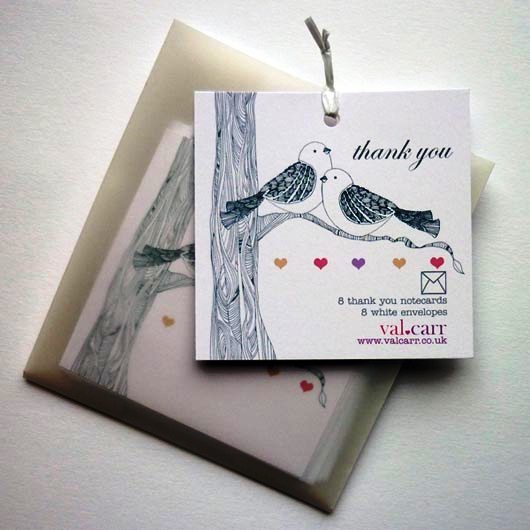 thank you
8 thank you notecards
8 white envelopes
val.carr
www.valcarr.co.uk